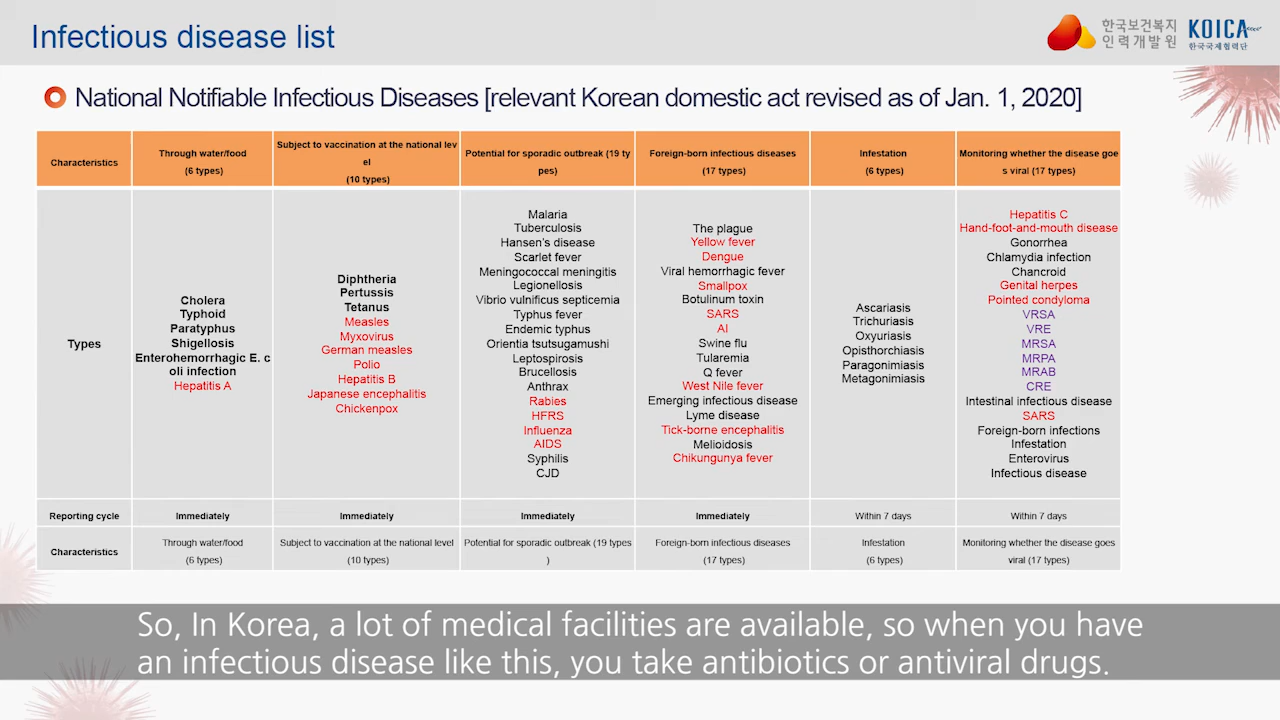 Infectious disease list
한국보건복지
인력개발원
KOICA
한국국제협력단
National Notifiable Infectious Diseases [relevant Korean domestic act revised as of Jan. 1, 2020]
Characteristics
Through water/food
(6 types)
Subject to vaccination at the national lev
el
(10 types)
Potential for sporadic outbreak (19 ty
pes)
Foreign-born infectious diseases
(17 types)
Infestation
(6 types)
Monitoring whether the disease goe
s viral (17 types)
Types
Cholera
Typhoid
Paratyphus
Shigellosis
Enterohemorrhagic E. c
oli infection
Hepatitis A
Diphtheria
Pertussis
Tetanus
Measles
Myxovirus
German measles
Polio
Hepatitis B
Japanese encephalitis
Chickenpox
Malaria
Tuberculosis
Hansen's disease
Scarlet fever
Meningococcal meningitis
Legionellosis
Vibrio vulnificus septicemia
Typhus fever
Endemic typhus
Orientia tsutsugamushi
Leptospirosis
Brucellosis
Anthrax
Rabies
HFRS
Influenza
AIDS
Syphilis
CJD
The plague
Yellow fever
Dengue
Viral hemorrhagic fever
Smallpox
Botulinum toxin
SARS
AI
Swine flu
Tularemia
Q fever
West Nile fever
Emerging infectious disease
Lyme disease
Tick-borne encephalitis
Melioidosis
Chikungunya fever
Ascariasis
Trichuriasis
Oxyuriasis
Opisthorchiasis
Paragonimiasis
Metagonimiasis
Hepatitis C
Hand-foot-and-mouth disease
Gonorrhea
Chlamydia infection
Chancroid
Genital herpes
Pointed condyloma
VRSA
VRE
MRSA
MRPA
MRAB
CRE
Intestinal infectious disease
SARS
Foreign-born infections
Infestation
Enterovirus
Infectious disease
Reporting cycle
Immediately
Immediately
Immediately
Immediately
Within 7 days
Within 7 days
Characteristics
Through water/food
(6 types)
Subject to vaccination at the national level
(10 types)
Potential for sporadic outbreak (19 types
)
Foreign-born infectious diseases
(17 types)
Infestation
(6 types)
Monitoring whether the disease goes
viral (17 types)
So, In Korea, a lot of medical facilities are available, so when you have
an infectious disease like this, you take antibiotics or antiviral drugs.